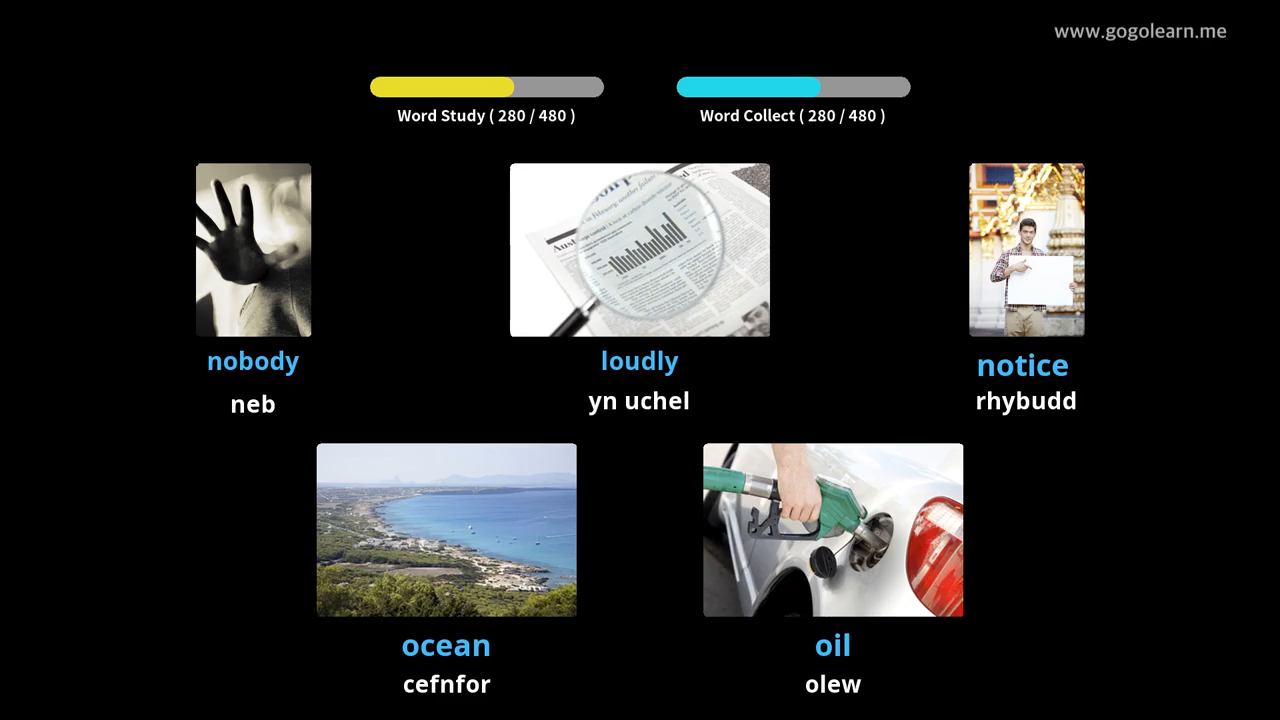 www.gogolearn.me
Word Study ( 280 / 480 )
Word Collect ( 280 / 480 )
nobody
neb
loudly
yn uchel
notice
rhybudd
ocean
cefnfor
oil
olew